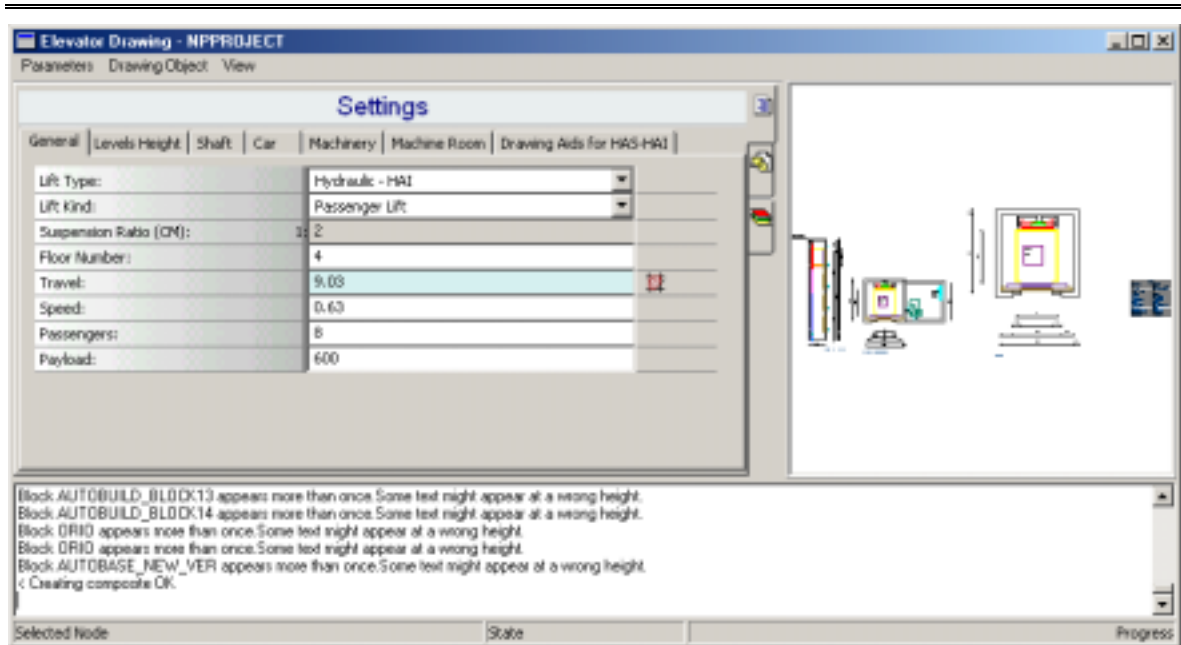 Elevator Drawing - NPPROJECT
Parameters Drawing Object View
Settings
General Levels Height Shaft Car Machinery Machine Room Drawing Aids for HAS-HAI
Lift Type: Hydraulic - HAI
Lift Kind: Passenger Lift
Suspension Ratio (CM): 1: 2
Floor Number: 4
Travel: 9.03
Speed: 0.63
Passengers: 8
Payload: 600
Block AUTOBUILD_BLOCK13 appears more than once.Some text might appear at a wrong height.
Block AUTOBUILD_BLOCK14 appears more than once.Some text might appear at a wrong height.
Block ORIO appears more than once.Some text might appear at a wrong height.
Block ORIO appears more than once.Some text might appear at a wrong height.
Block AUTOBASE_NEW_VER appears more than once.Some text might appear at a wrong height.
< Creating composite OK
Selected Node State Progress